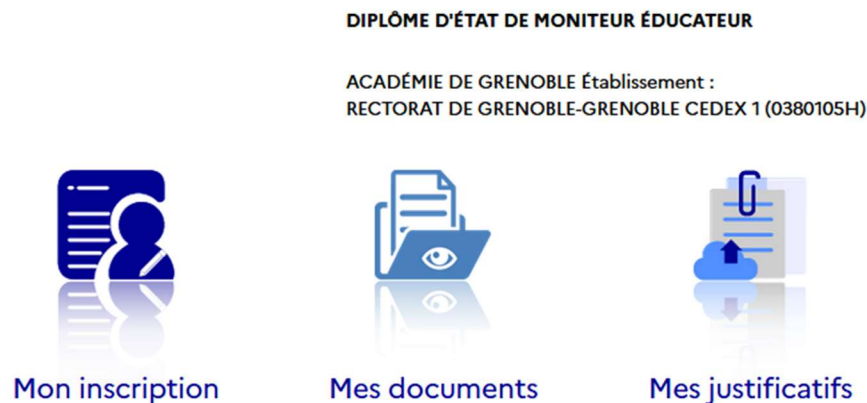 DIPLÔME D'ÉTAT DE MONITEUR ÉDUCATEUR
ACADÉMIE DE GRENOBLE Établissement :
RECTORAT DE GRENOBLE-GRENOBLE CEDEX 1 (0380105H)
Mon inscription
Mes documents
Mes justificatifs